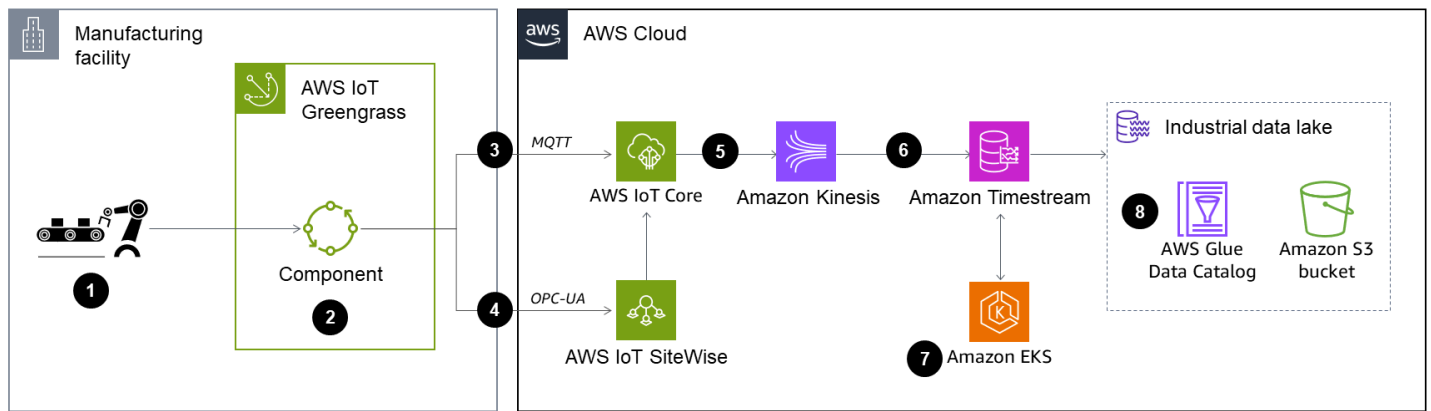 Manufacturing
facility
AWS IoT
Greengrass
Component
1
2
3
MQTT
4
OPC-UA
aws
AWS Cloud
AWS IoT Core
5
Amazon Kinesis
6
Amazon Timestream
AWS IoT SiteWise
7
K
Amazon EKS
Industrial data lake
8
AWS Glue
Data Catalog
Amazon S3
bucket